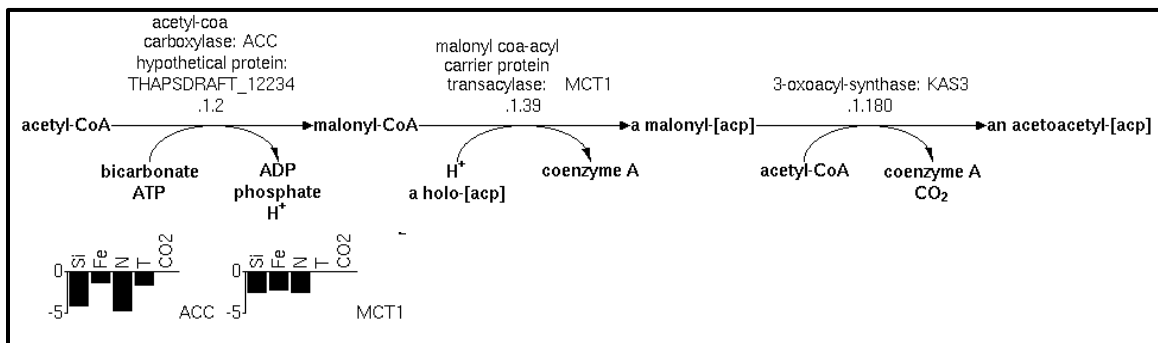 acetyl-coa
carboxylase: ACC
hypothetical protein:
THAPSDRAFT_12234
.1.2
malonyl coa-acyl
carrier protein
transacylase: MCT1
.1.39
3-oxoacyl-synthase: KAS3
.1.180
acetyl-CoA malonyl-CoA a malonyl-[acp] an acetoacetyl-[acp]
bicarbonate
ATP
ADP
phosphate
H+
H+
a holo-[acp]
coenzyme A
acetyl-CoA
coenzyme A
CO2
Si Fe N T CO2
0
-5
ACC
Si Fe N T CO2
0
-5
MCT1